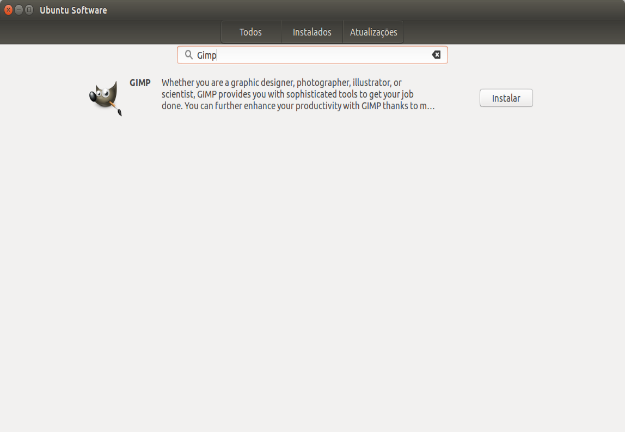 Ubuntu Software
Todos Instalados Atualizações
Gimp
GIMP
Whether you are a graphic designer, photographer, illustrator, or
scientist, GIMP provides you with sophisticated tools to get your job
done. You can further enhance your productivity with GIMP thanks to m...
Instalar